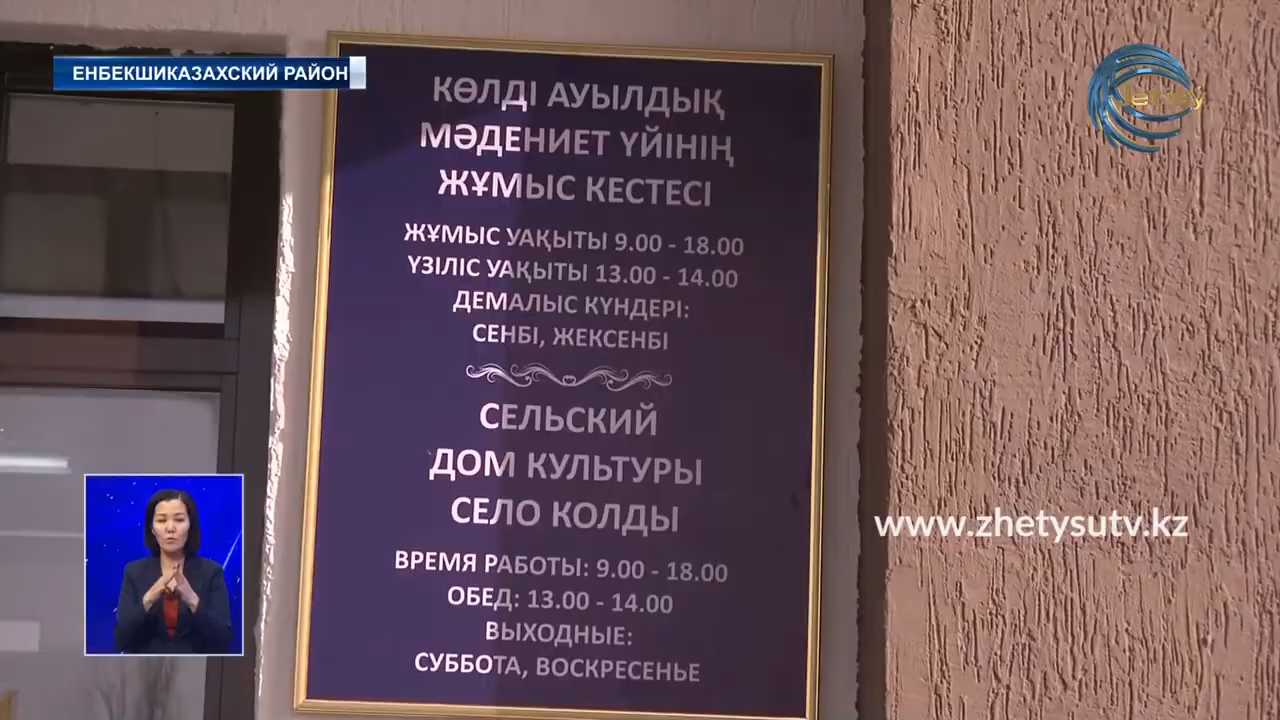 ЕНБЕКШИКАЗАХСКИЙ РАЙОН
КӨЛДІ АУЫЛДЫҚ
МӘДЕНИЕТ ҮЙІНІҢ
ЖҰМЫС КЕСТЕСІ
ЖҰМЫС УАҚЫТЫ 9.00 - 18.00
ҮЗІЛІС УАҚЫТЫ 13.00 - 14.00
ДЕМАЛЫС КҮНДЕРІ:
СЕНБІ, ЖЕКСЕНБІ
СЕЛЬСКИЙ
ДОМ КУЛЬТУРЫ
СЕЛО КОЛДЫ
ВРЕМЯ РАБОТЫ: 9.00 - 18.00
ОБЕД: 13.00 - 14.00
ВЫХОДНЫЕ:
СУББОТА, ВОСКРЕСЕНЬЕ
www.zhetysutv.kz